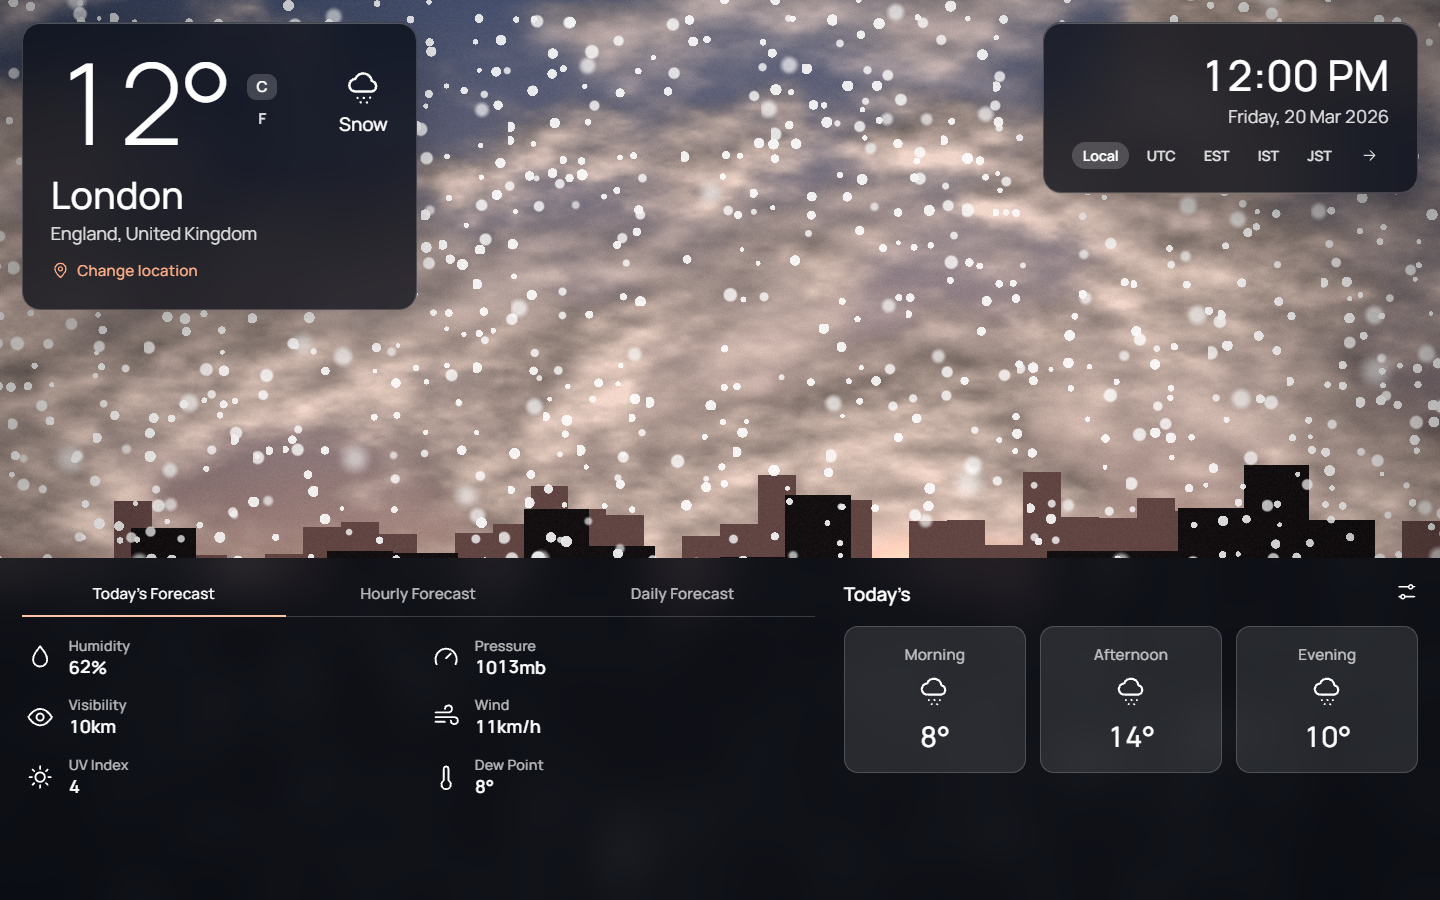 12°
C
F
Snow
London
England, United Kingdom
Change location
12:00 PM
Friday, 20 Mar 2026
Local UTC EST IST JST
Today's Forecast Hourly Forecast Daily Forecast
Humidity
62%
Pressure
1013mb
Visibility
10km
Wind
11km/h
UV Index
4
Dew Point
8°
Today's
Morning
8°
Afternoon
14°
Evening
10°